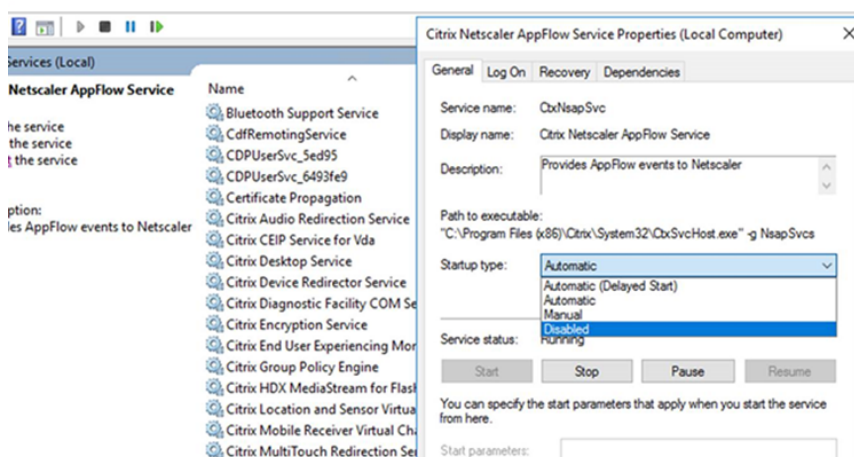 Services (Local)
Netscaler AppFlow Service
he service
the service
t the service
ption:
les AppFlow events to Netscaler
Name
Bluetooth Support Service
CdfRemotingService
CDPUserSvc_5ed95
CDPUserSvc_6493fe9
Certificate Propagation
Citrix Audio Redirection Service
Citrix CEIP Service for Vda
Citrix Desktop Service
Citrix Device Redirector Service
Citrix Diagnostic Facility COM Se
Citrix Encryption Service
Citrix End User Experiencing Mor
Citrix Group Policy Engine
Citrix HDX MediaStream for Flash
Citrix Location and Sensor Virtua
Citrix Mobile Receiver Virtual Cha
Citrix MultiTouch Redirection Ser
Citrix Netscaler AppFlow Service Properties (Local Computer)
General Log On Recovery Dependencies
Service name: CtxNsapSvc
Display name: Citrix Netscaler AppFlow Service
Description: Provides AppFlow events to Netscaler
Path to executable:
"C:\Program Files (x86)\Citrix\System32\CtxSvcHost.exe" -g NsapSvcs
Startup type: Automatic
Automatic (Delayed Start)
Automatic
Manual
Disabled
Service status: Running
Start Stop Pause Resume
You can specify the start parameters that apply when you start the service
from here.
Start parameters: